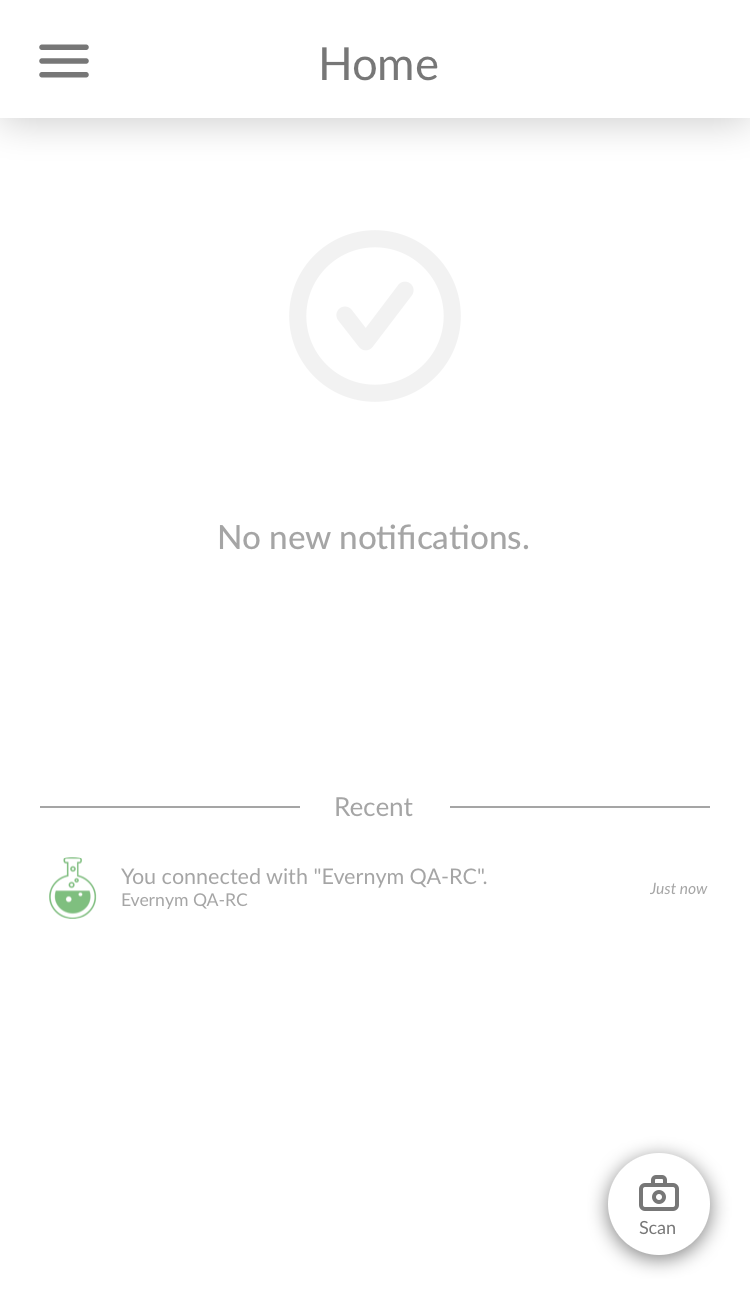 Home
No new notifications.
Recent
You connected with "Evernym QA-RC".
Evernym QA-RC
Just now
Scan